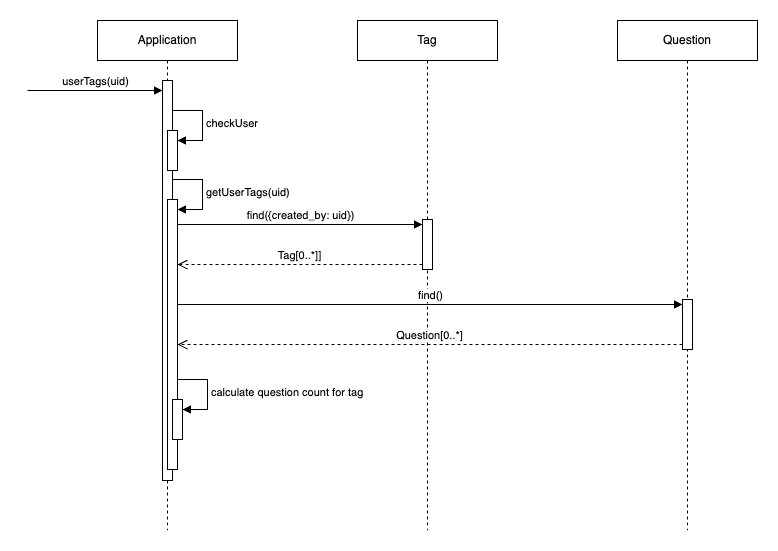 Application
Tag
Question
userTags(uid)
checkUser
getUserTags(uid)
find({created_by: uid})
Tag[0..*]]
find()
Question[0..*]
calculate question count for tag